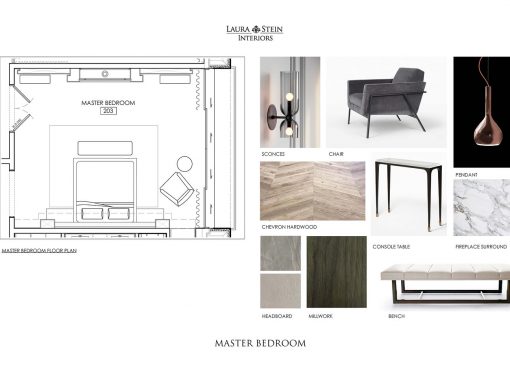 LAURA STEIN
INTERIORS
MASTER BEDROOM
203
MASTER BEDROOM FLOOR PLAN
SCONCES
CHAIR
PENDANT
CHEVRON HARDWOOD
CONSOLE TABLE
FIREPLACE SURROUND
HEADBOARD
MILLWORK
BENCH
MASTER BEDROOM